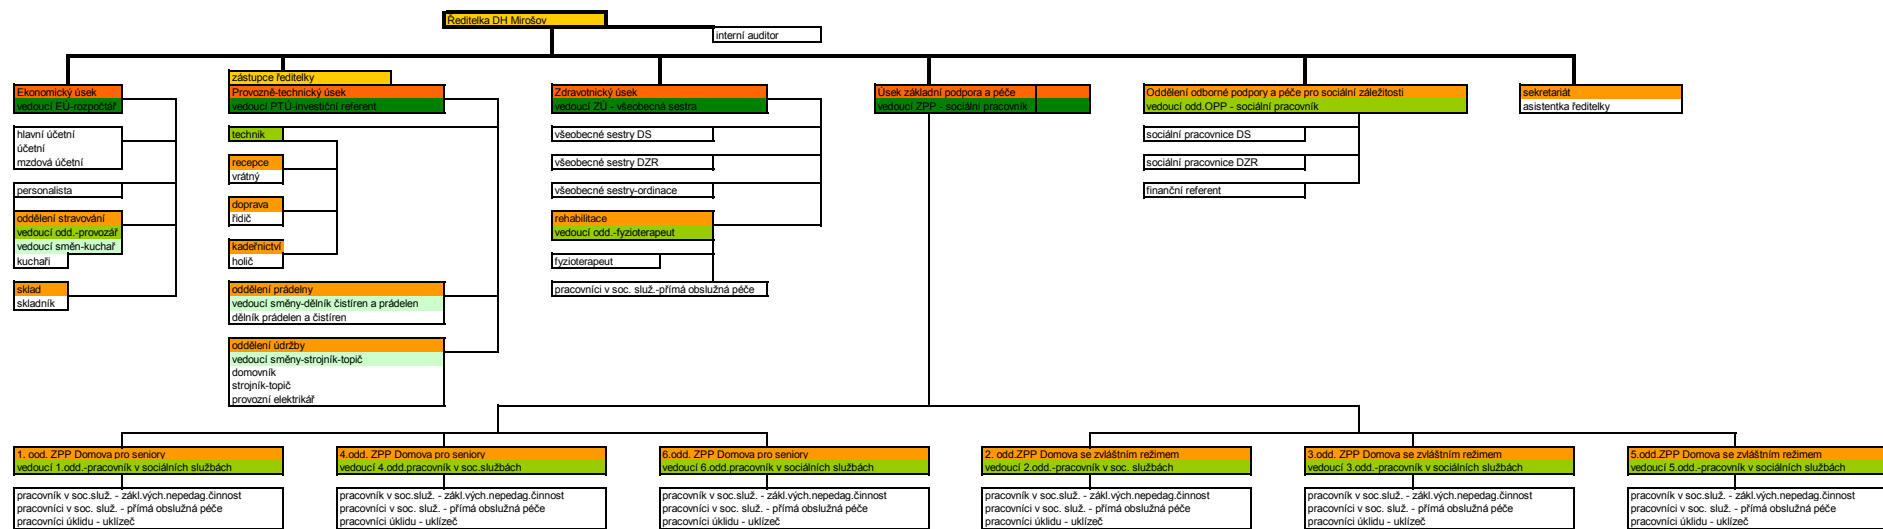 Ředitelka DH Mirošov
interní auditor
zástupce ředitelky
Ekonomický úsek
vedoucí EÚ-rozpočtář
hlavní účetní
účetní
mzdová účetní
personalista
oddělení stravování
vedoucí odd.-provozář
vedoucí směn-kuchař
kuchaři
sklad
skladník
Provozně-technický úsek
vedoucí PTÚ-investiční referent
technik
recepce
vrátný
doprava
řidič
kadeřnictví
holič
oddělení prádelny
vedoucí směny-dělník čistíren a prádelen
dělník prádelen a čistíren
oddělení údržby
vedoucí směny-strojník-topič
domovník
strojník-topič
provozní elektrikář
Zdravotnický úsek
vedoucí ZÚ - všeobecná sestra
všeobecné sestry DS
všeobecné sestry DZR
všeobecné sestry-ordinace
rehabilitace
vedoucí odd.-fyzioterapeut
fyzioterapeut
pracovníci v soc. služ.-přímá obslužná péče
Úsek základní podpora a péče
vedoucí ZPP - sociální pracovník
Oddělení odborné podpory a péče pro sociální záležitosti
vedoucí odd.OPP - sociální pracovník
sociální pracovnice DS
sociální pracovnice DZR
finanční referent
sekretariát
asistentka ředitelky
1. ood. ZPP Domova pro seniory
vedoucí 1.odd.-pracovník v sociálních službách
pracovník v soc.služ. - zákl.vých.nepedag.činnost
pracovníci v soc. služ. - přímá obslužná péče
pracovníci úklidu - uklízeč
4.odd. ZPP Domova pro seniory
vedoucí 4.odd.pracovník v soc.službách
pracovník v soc.služ. - zákl.vých.nepedag.činnost
pracovníci v soc. služ. - přímá obslužná péče
pracovníci úklidu - uklízeč
6.odd. ZPP Domova pro seniory
vedoucí 6.odd.pracovník v sociálních službách
pracovník v soc.služ. - zákl.vých.nepedag.činnost
pracovníci v soc. služ. - přímá obslužná péče
pracovníci úklidu - uklízeč
2. odd.ZPP Domova se zvláštním režimem
vedoucí 2.odd.-pracovník v soc. službách
pracovník v soc.služ. - zákl.vých.nepedag.činnost
pracovníci v soc. služ. - přímá obslužná péče
pracovníci úklidu - uklízeč
3.odd. ZPP Domova se zvláštním režimem
vedoucí 3.odd.-pracovník v sociálních službách
pracovník v soc.služ. - zákl.vých.nepedag.činnost
pracovníci v soc. služ. - přímá obslužná péče
pracovníci úklidu - uklízeč
5.odd.ZPP Domova se zvláštním režimem
vedoucí 5.odd.-pracovník v sociálních službách
pracovník v soc.služ. - zákl.vých.nepedag.činnost
pracovníci v soc. služ. - přímá obslužná péče
pracovníci úklidu - uklízeč